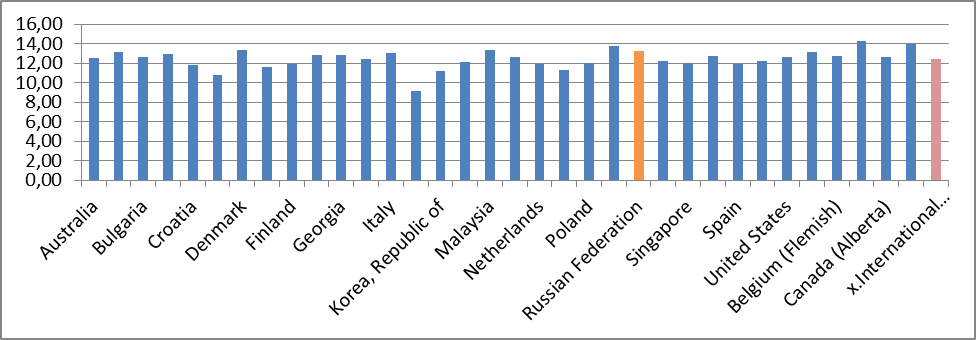 16,00
14,00
12,00
10,00
8,00
6,00
4,00
2,00
0,00
Australia
Bulgaria
Croatia
Denmark
Finland
Georgia
Italy
Korea, Republic of
Malaysia
Netherlands
Poland
Russian Federation
Singapore
Spain
United States
Belgium (Flemish)
Canada (Alberta)
x.International...